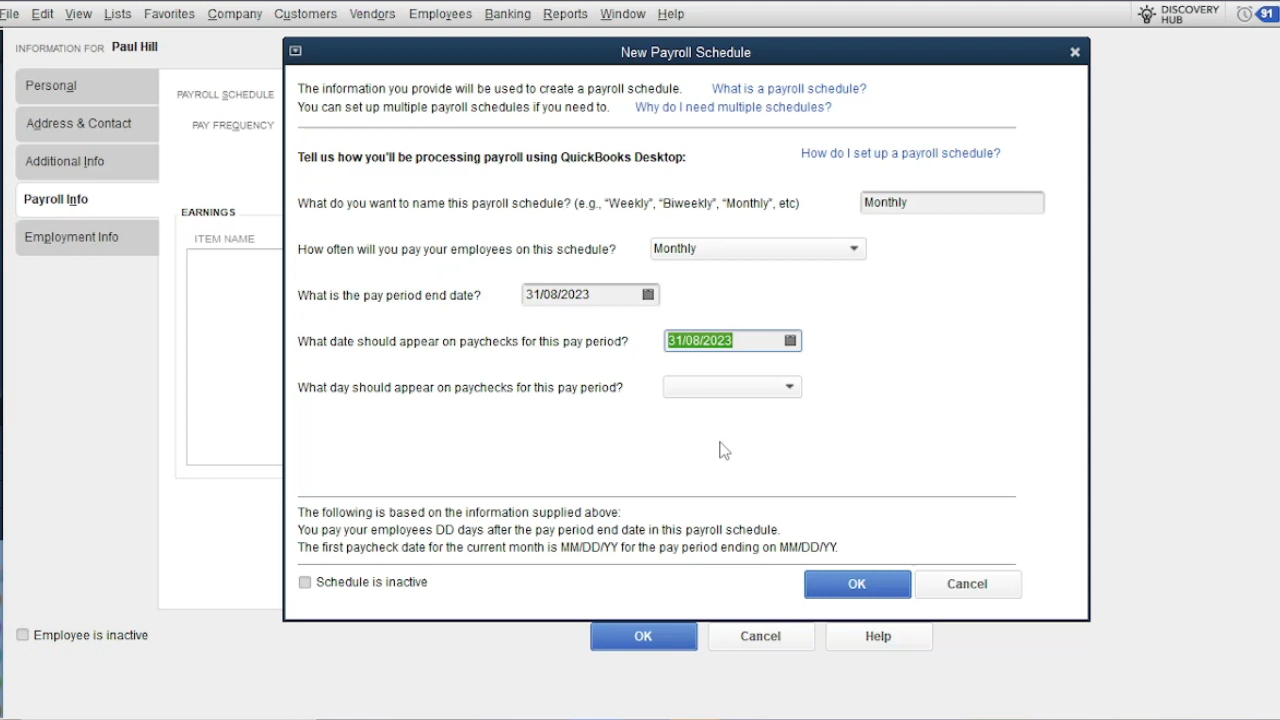 File Edit View Lists Favorites Company Customers Vendors Employees Banking Reports Window Help DISCOVERY HUB 91
INFORMATION FOR Paul Hill
New Payroll Schedule
Personal
Address & Contact
Additional Info
Payroll Info
Employment Info
PAYROLL SCHEDULE
PAY FREQUENCY
EARNINGS
ITEM NAME
The information you provide will be used to create a payroll schedule. What is a payroll schedule?
You can set up multiple payroll schedules if you need to. Why do I need multiple schedules?
Tell us how you'll be processing payroll using QuickBooks Desktop: How do I set up a payroll schedule?
What do you want to name this payroll schedule? (e.g., “Weekly”, “Biweekly”, “Monthly”, etc) Monthly
How often will you pay your employees on this schedule? Monthly
What is the pay period end date? 31/08/2023
What date should appear on paychecks for this pay period? 31/08/2023
What day should appear on paychecks for this pay period?
The following is based on the information supplied above:
You pay your employees DD days after the pay period end date in this payroll schedule.
The first paycheck date for the current month is MM/DD/YY for the pay period ending on MM/DD/YY.
Schedule is inactive OK Cancel
Employee is inactive OK Cancel Help